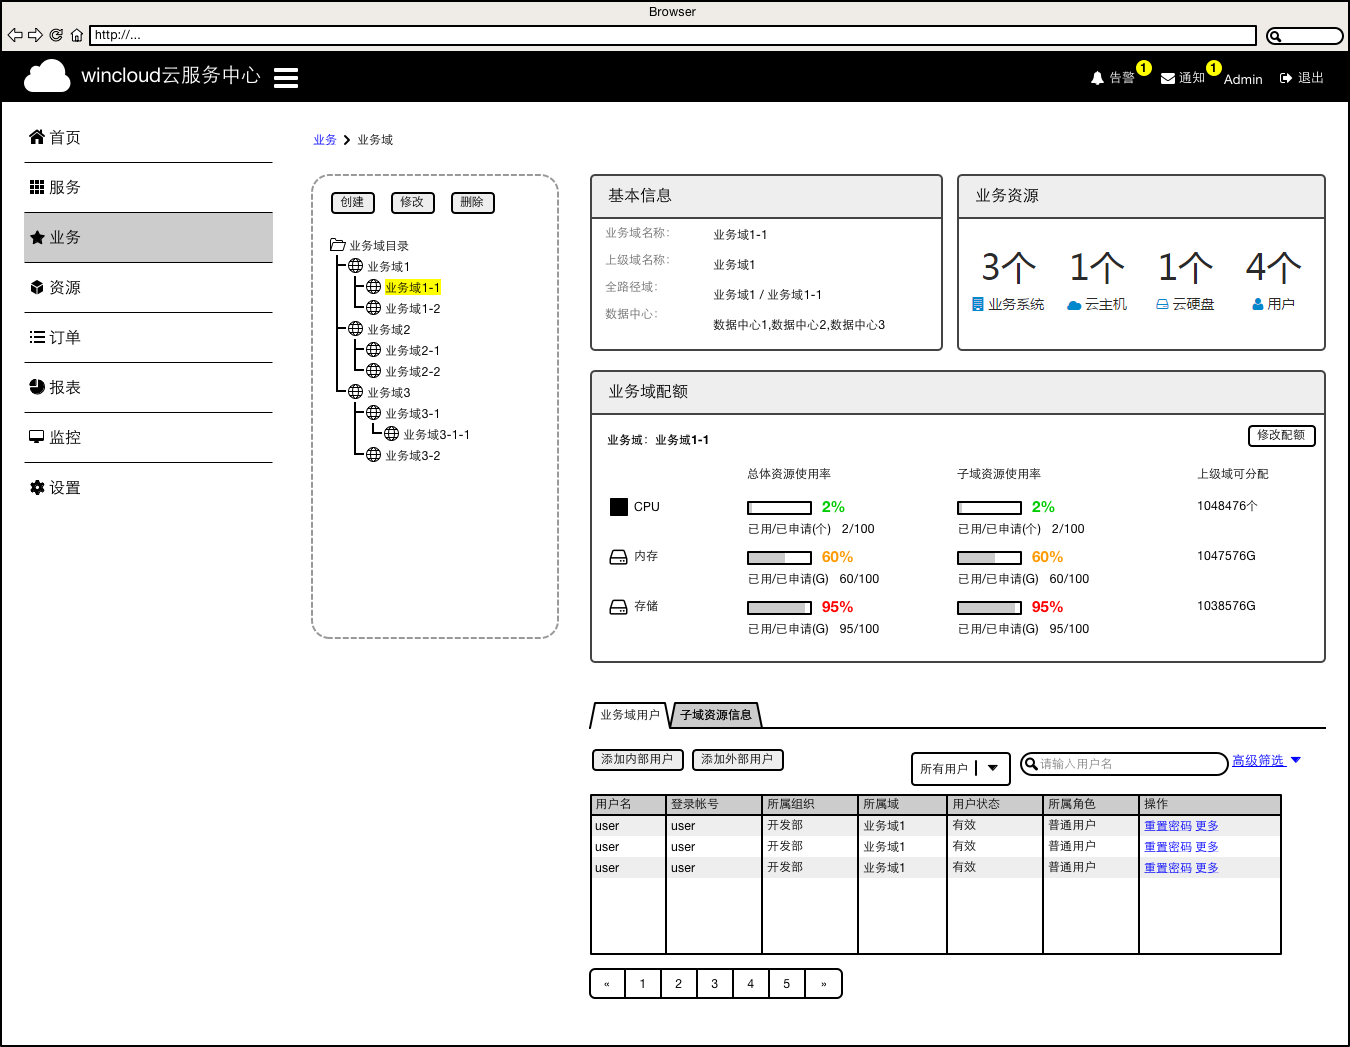 Browser
http://...
wincloud云服务中心
告警 1 通知 1 Admin 退出
首页
服务
业务
资源
订单
报表
监控
设置
业务 业务域
创建 修改 删除
业务域目录
业务域1
业务域1-1
业务域1-2
业务域2
业务域2-1
业务域2-2
业务域3
业务域3-1
业务域3-1-1
业务域3-2
基本信息
业务域名称： 业务域1-1
上级域名称： 业务域1
全路径域： 业务域1 / 业务域1-1
数据中心： 数据中心1,数据中心2,数据中心3
业务资源
3个 1个 1个 4个
业务系统 云主机 云硬盘 用户
业务域配额
业务域：业务域1-1 修改配额
总体资源使用率 子域资源使用率 上级域可分配
CPU 2% 2% 1048476个
已用/已申请(个) 2/100 已用/已申请(个) 2/100
内存 60% 60% 1047576G
已用/已申请(G) 60/100 已用/已申请(G) 60/100
存储 95% 95% 1038576G
已用/已申请(G) 95/100 已用/已申请(G) 95/100
业务域用户 子域资源信息
添加内部用户 添加外部用户 所有用户 请输入用户名 高级筛选
用户名 登录帐号 所属组织 所属域 用户状态 所属角色 操作
user user 开发部 业务域1 有效 普通用户 重置密码 更多
user user 开发部 业务域1 有效 普通用户 重置密码 更多
user user 开发部 业务域1 有效 普通用户 重置密码 更多
« 1 2 3 4 5 »